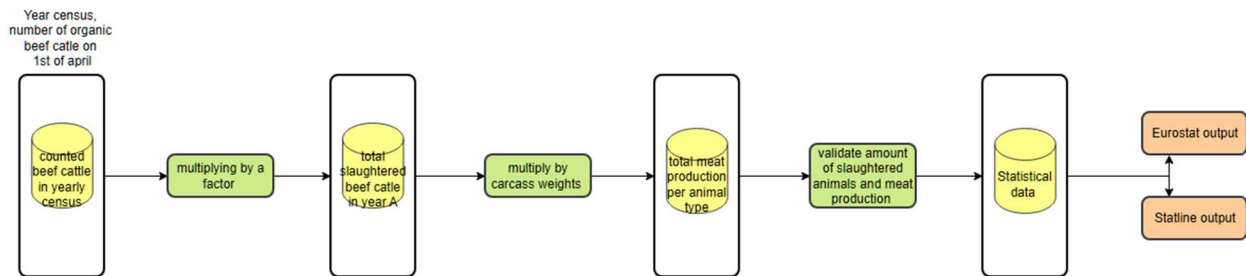 Year census,
number of organic
beef catle on
1st of april
counted
beef cattle
in yearly
census
multiplying by a
factor
total
slaughtered
beef catle
in year A
multiply by
carcass weights
total meat
production
per animal
type
validate amount
of slaughtered
animals and meat
production
Statistical
data
Eurostat output
Statline output